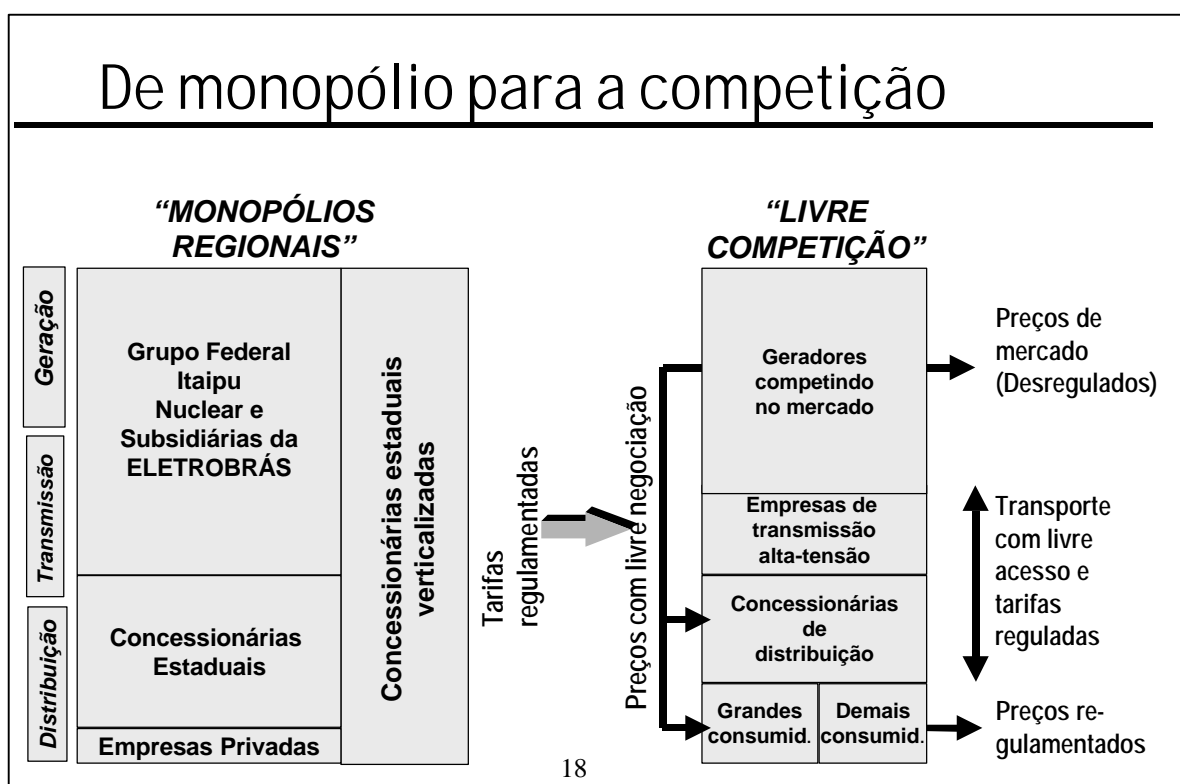 De monopólio para a competição
“MONOPÓLIOS
REGIONAIS”
Geração
Transmissão
Distribuição
Grupo Federal
Itaipu
Nuclear e
Subsidiárias da
ELETROBRÁS
Concessionárias
Estaduais
Empresas Privadas
Concessionárias estaduais
verticalizadas
Tarifas
regulamentadas
“LIVRE
COMPETIÇÃO”
Preços com livre negociação
Geradores
competindo
no mercado
Empresas de
transmissão
alta-tensão
Concessionárias
de
distribuição
Grandes
consumid.
Demais
consumid.
Preços de
mercado
(Desregulados)
Transporte
com livre
acesso e
tarifas
reguladas
Preços re-
gulamentados
18